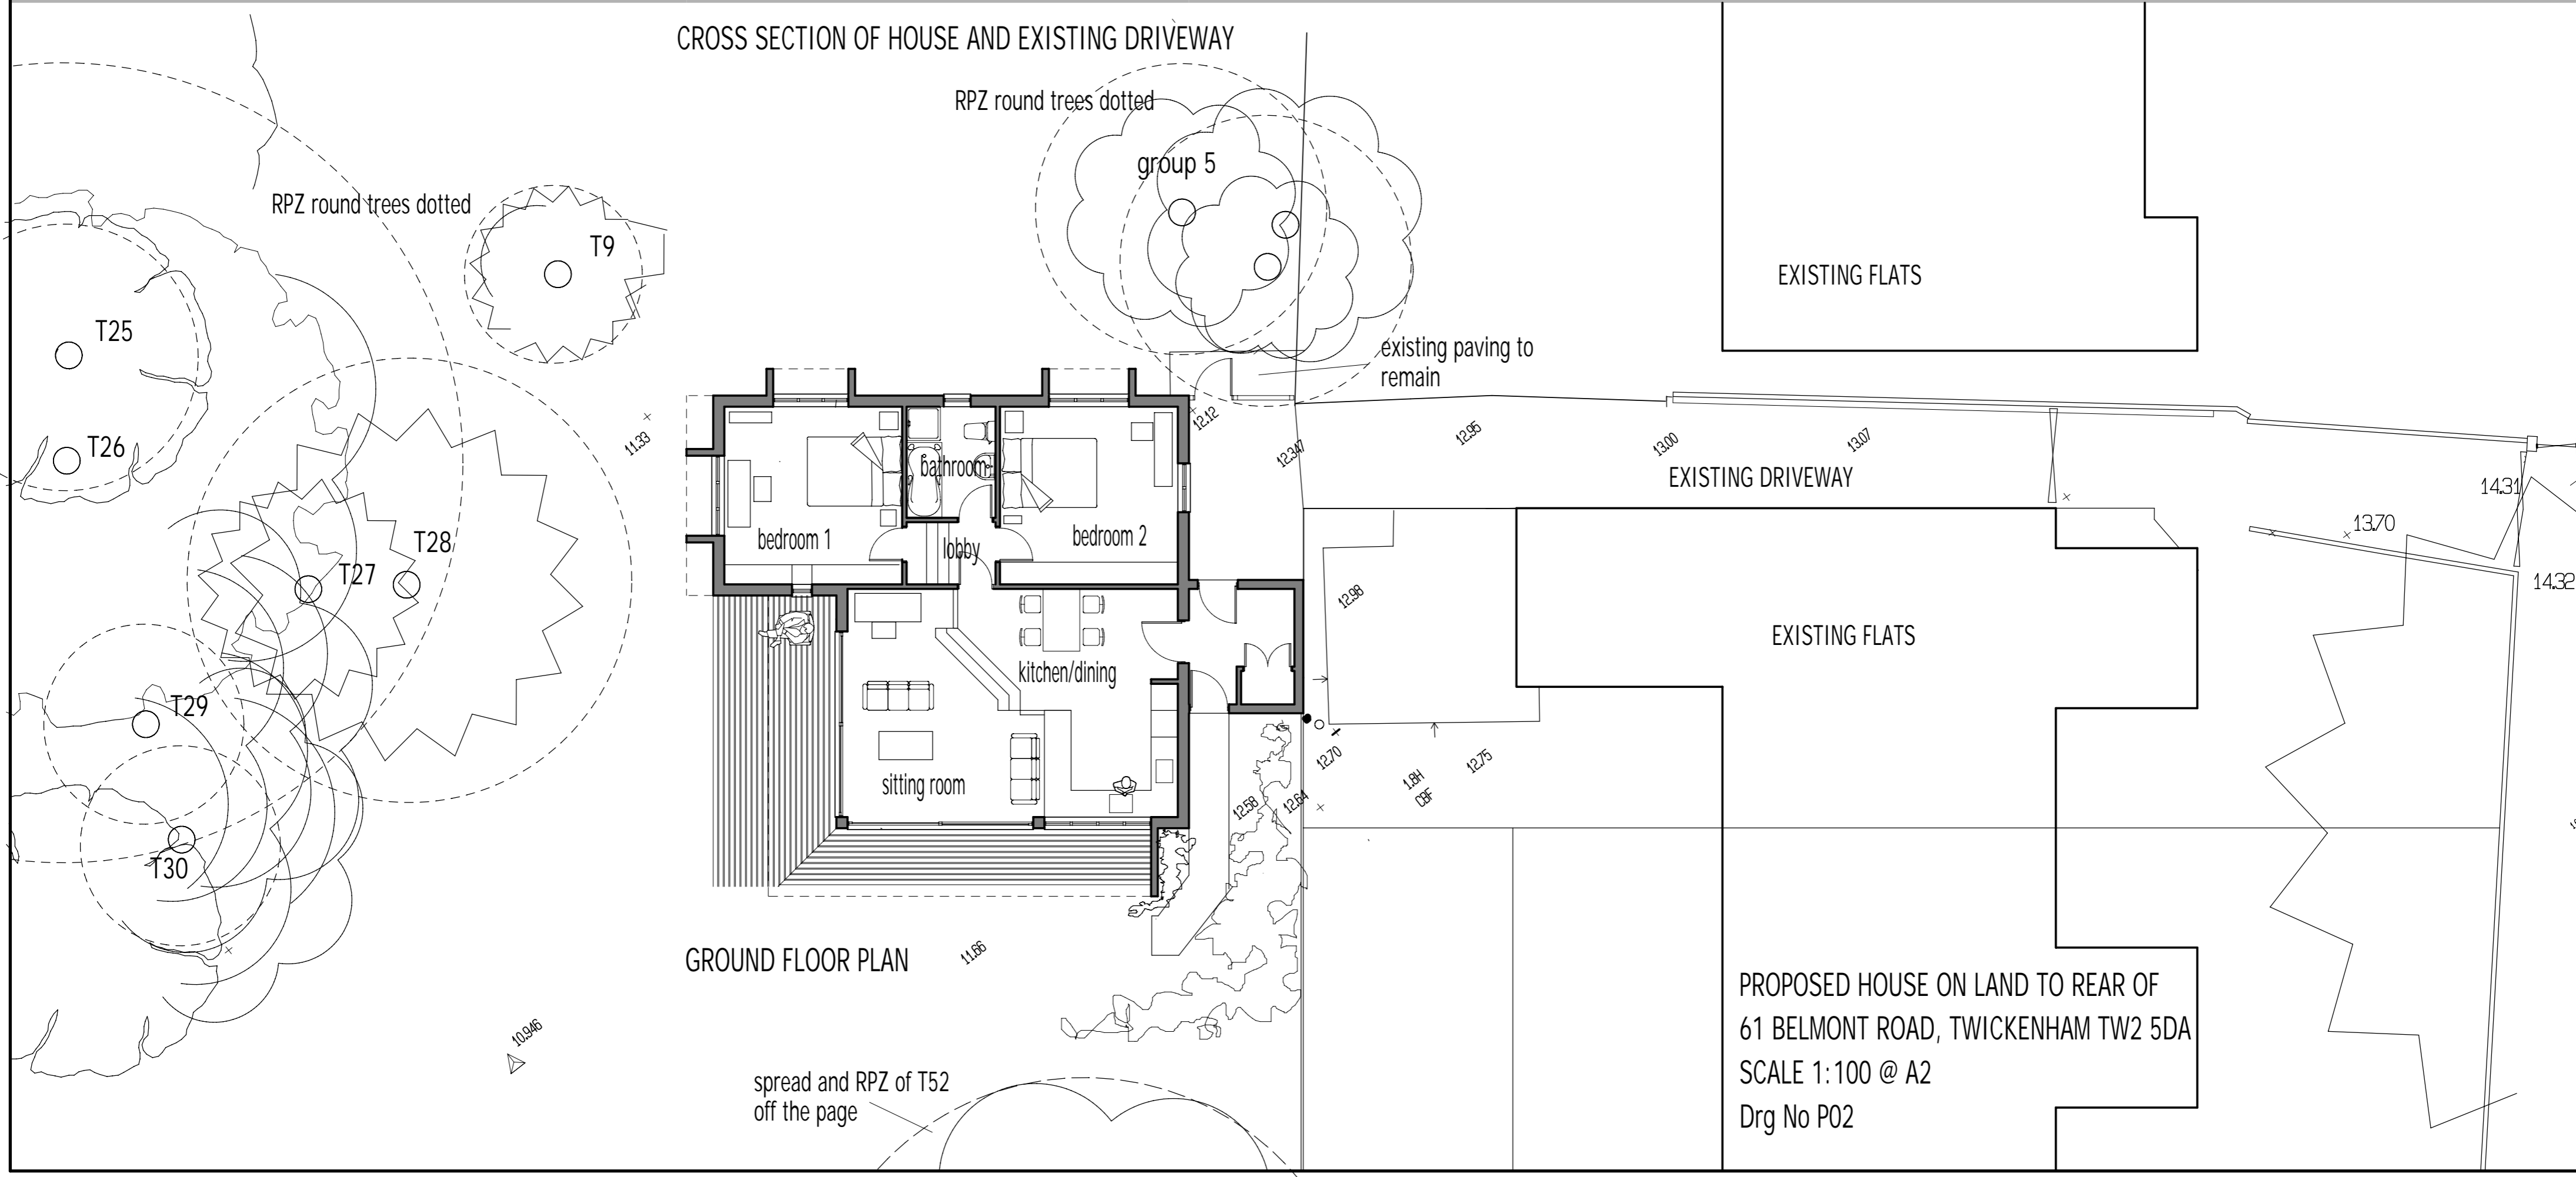 CROSS SECTION OF HOUSE AND EXISTING DRIVEWAY
RPZ round trees dotted
group 5
RPZ round trees dotted
T9
EXISTING FLATS
T25
existing paving to
remain
T26
11.33
12.12
12.347
12.95
13.00
13.07
bathroom
EXISTING DRIVEWAY
14.31
13.70
bedroom 1
lobby
bedroom 2
T28
T27
14.32
12.98
EXISTING FLATS
kitchen/dining
T29
sitting room
12.70
12.75
1.8H
CBF
12.58
12.64
T30
GROUND FLOOR PLAN
11.66
10.946
spread and RPZ of T52
off the page
PROPOSED HOUSE ON LAND TO REAR OF
61 BELMONT ROAD, TWICKENHAM TW2 5DA
SCALE 1:100 @ A2
Drg No P02